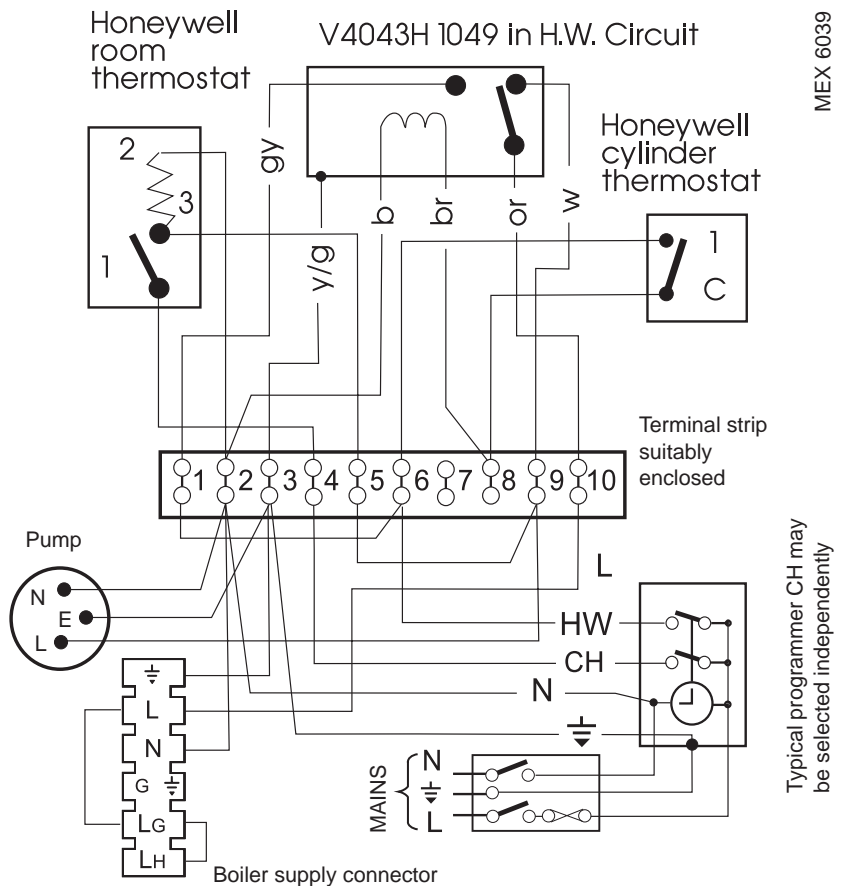 Honeywell
room
thermostat
V4043H 1049 in H.W. Circuit
MEX 6039
Honeywell
cylinder
thermostat
2
3
1
gy
y/g
b
br
or
w
1
C
Terminal strip
suitably
enclosed
1 2 3 4 5 6 7 8 9 10
Pump
N
E
L
L
HW
CH
N
Typical programmer CH may
be selected independently
L
N
G
LG
LH
MAINS
N
L
Boiler supply connector